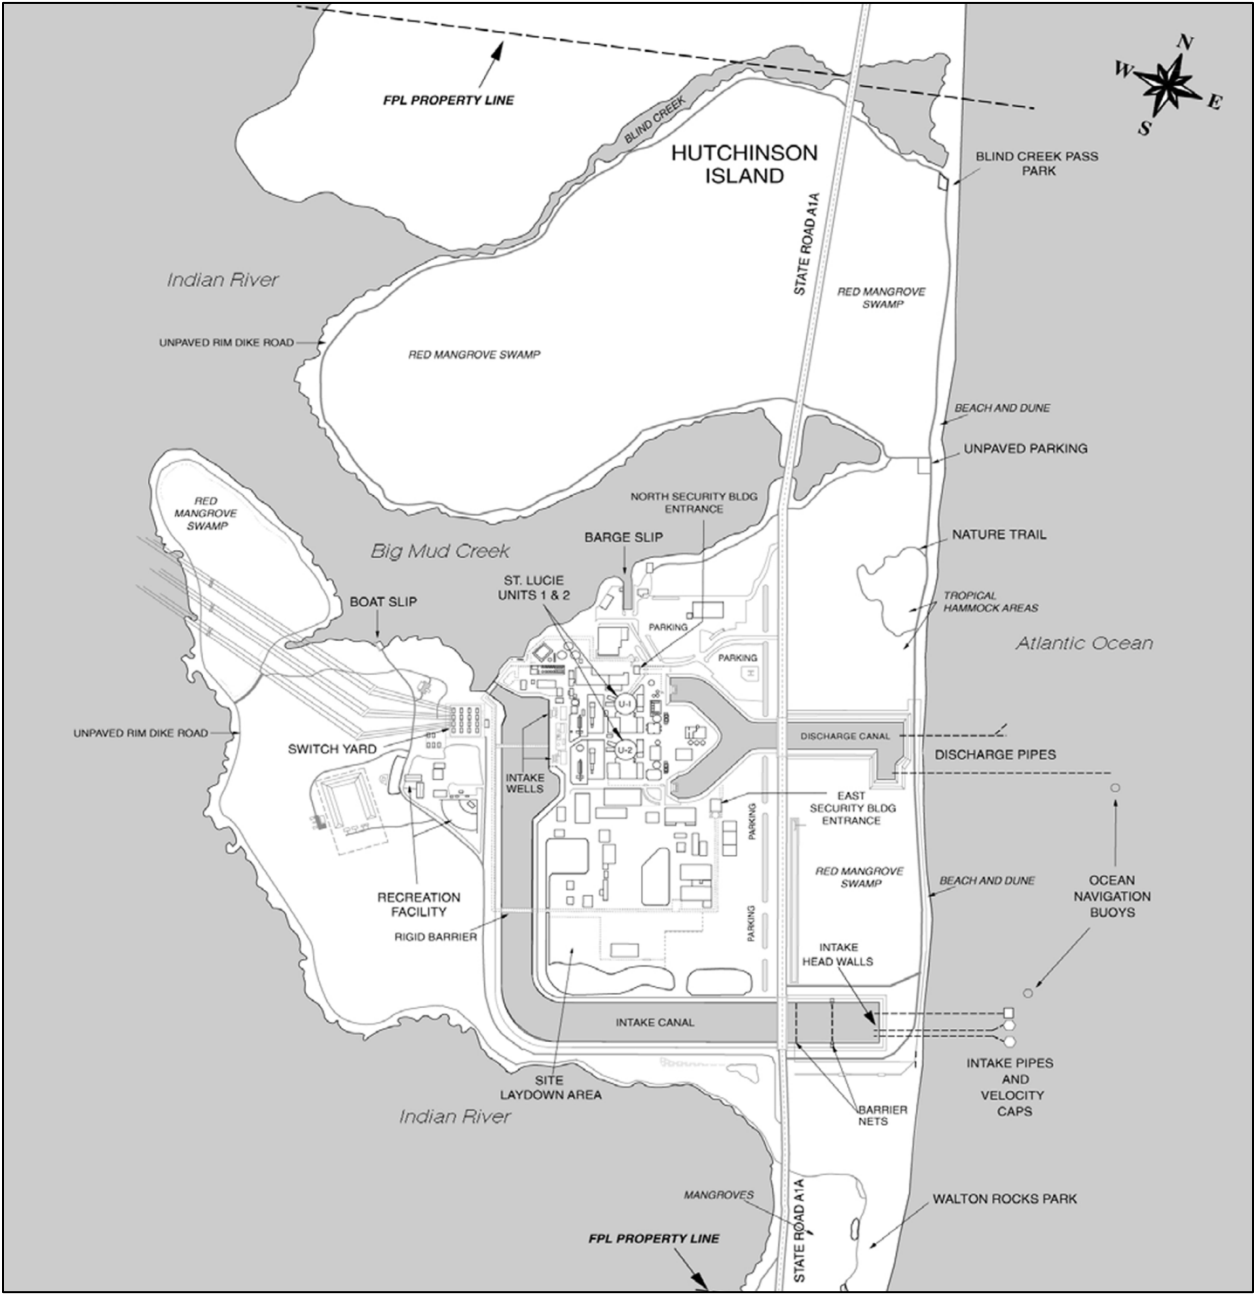 N
W
E
S
FPL PROPERTY LINE
BLIND CREEK
HUTCHINSON
ISLAND
BLIND CREEK PASS
PARK
STATE ROAD A1A
Indian River
RED MANGROVE
SWAMP
UNPAVED RIM DIKE ROAD
RED MANGROVE SWAMP
BEACH AND DUNE
UNPAVED PARKING
RED
MANGROVE
SWAMP
NORTH SECURITY BLDG
ENTRANCE
BARGE SLIP
NATURE TRAIL
Big Mud Creek
ST. LUCIE
UNITS 1 & 2
BOAT SLIP
TROPICAL
HAMMOCK AREAS
PARKING
Atlantic Ocean
PARKING
H
U-1
UNPAVED RIM DIKE ROAD
SWITCH YARD
U-2
DISCHARGE CANAL
DISCHARGE PIPES
INTAKE
WELLS
EAST
SECURITY BLDG
ENTRANCE
PARKING
RED MANGROVE
SWAMP
BEACH AND DUNE
OCEAN
NAVIGATION
BUOYS
RECREATION
FACILITY
RIGID BARRIER
PARKING
INTAKE
HEAD WALLS
INTAKE CANAL
INTAKE PIPES
AND
VELOCITY
CAPS
SITE
LAYDOWN AREA
BARRIER
NETS
Indian River
MANGROVES
STATE ROAD A1A
WALTON ROCKS PARK
FPL PROPERTY LINE